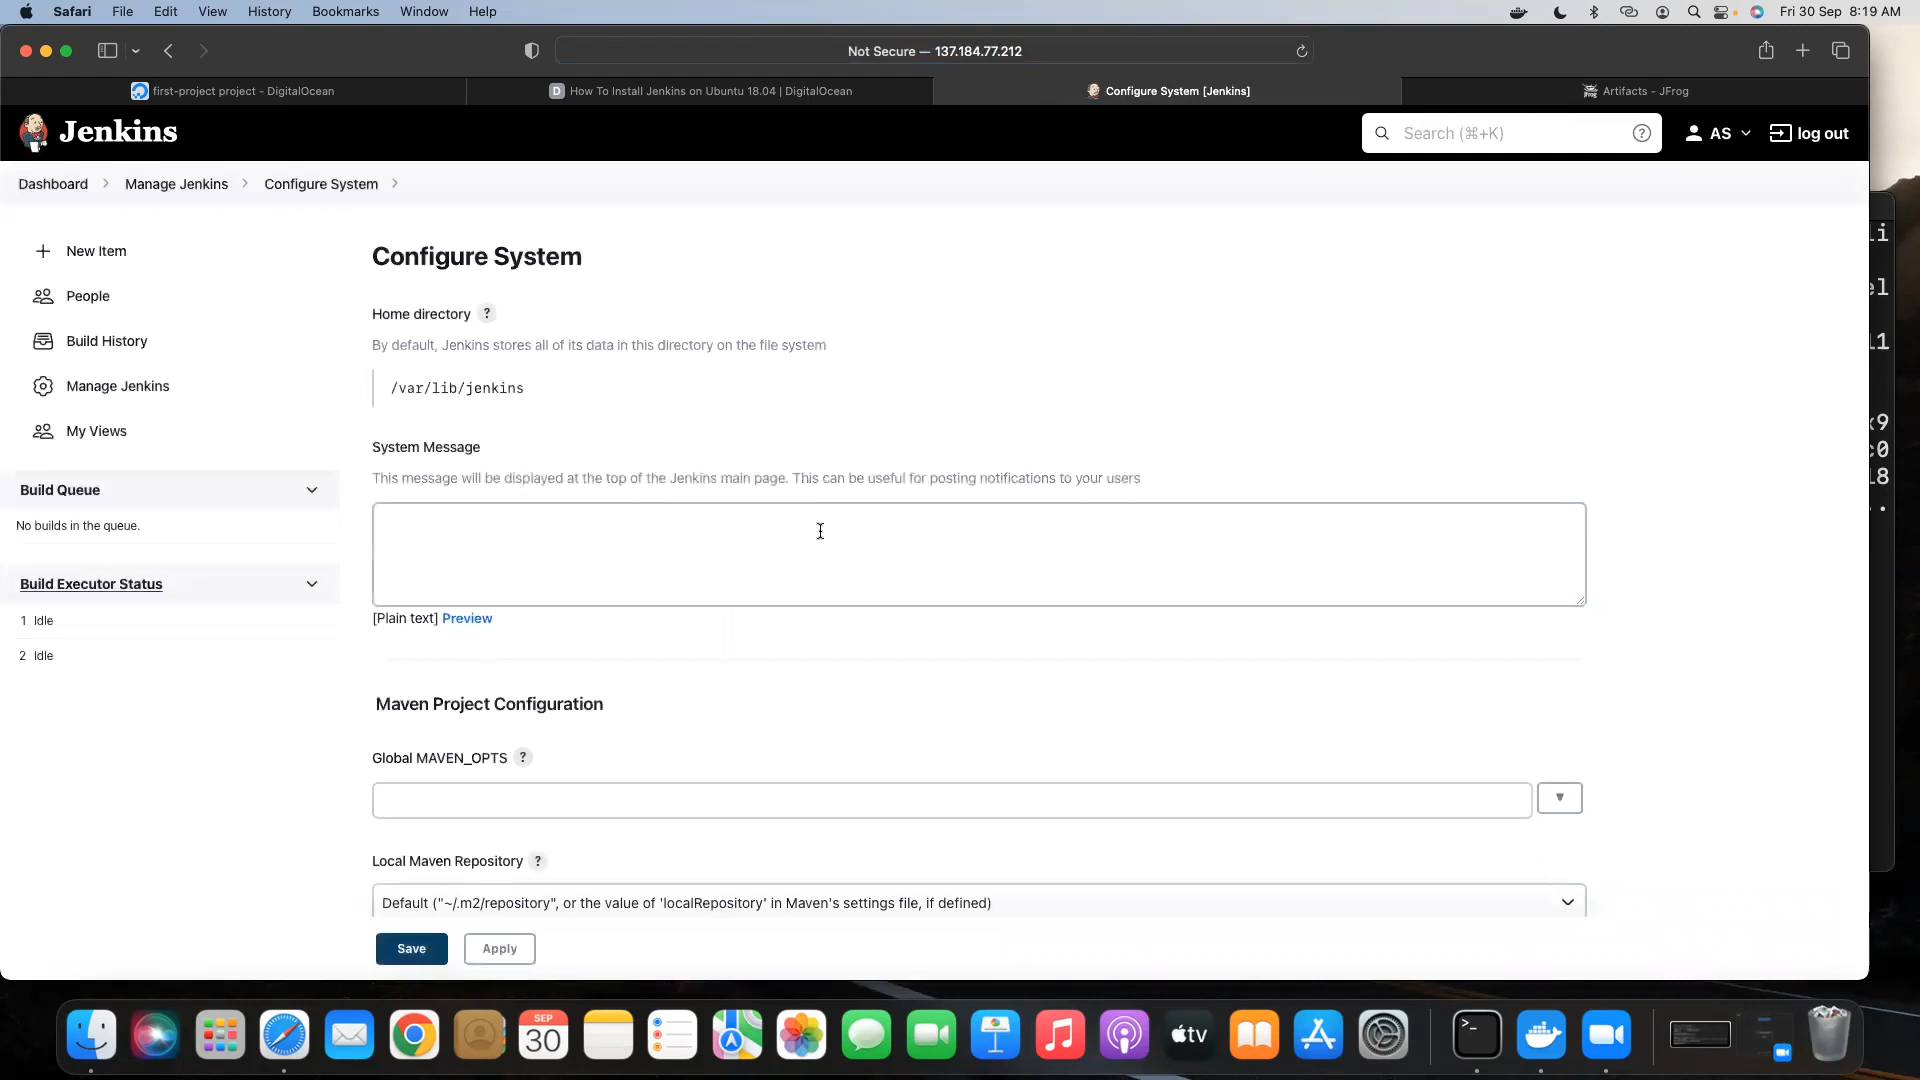 Safari File Edit View History Bookmarks Window Help Fri 30 Sep 8:19 AM
Not Secure — 137.184.77.212
first-project project - DigitalOcean
D How To Install Jenkins on Ubuntu 18.04 | DigitalOcean
Configure System [Jenkins]
Artifacts - JFrog
Jenkins
Search (⌘+K) ?
AS
log out
Dashboard > Manage Jenkins > Configure System >
New Item
People
Build History
Manage Jenkins
My Views
Build Queue
No builds in the queue.
Build Executor Status
1 Idle
2 Idle
Configure System
Home directory ?
By default, Jenkins stores all of its data in this directory on the file system
/var/lib/jenkins
System Message
This message will be displayed at the top of the Jenkins main page. This can be useful for posting notifications to your users
[Plain text] Preview
Maven Project Configuration
Global MAVEN_OPTS ?
Local Maven Repository ?
Default ("~/.m2/repository", or the value of 'localRepository' in Maven's settings file, if defined)
Save Apply
SEP
30
tv